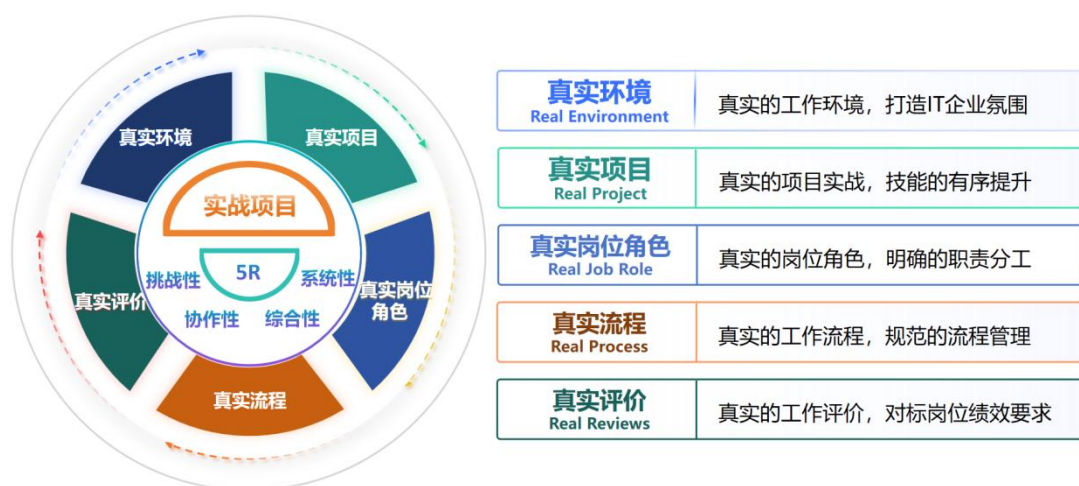 真实环境
真实项目
实战项目
5R
挑战性
系统性
协作性
综合性
真实评价
真实岗位
角色
真实流程
真实环境
Real Environment
真实的工作环境，打造IT企业氛围
真实项目
Real Project
真实的项目实战，技能的有序提升
真实岗位角色
Real Job Role
真实的岗位角色，明确的职责分工
真实流程
Real Process
真实的工作流程，规范的流程管理
真实评价
Real Reviews
真实的工作评价，对标岗位绩效要求